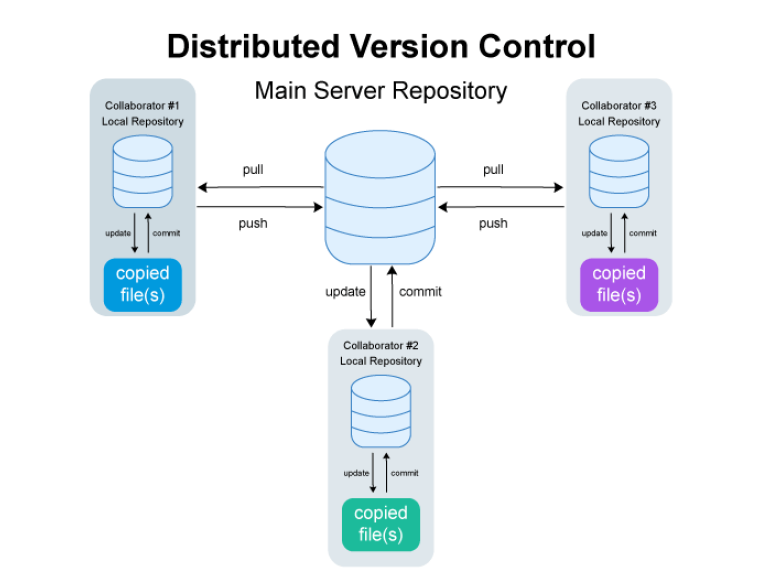 Distributed Version Control
Main Server Repository
Collaborator #1
Local Repository
update
commit
copied
file(s)
pull
push
pull
push
Collaborator #3
Local Repository
update
commit
copied
file(s)
update
commit
Collaborator #2
Local Repository
update
commit
copied
file(s)